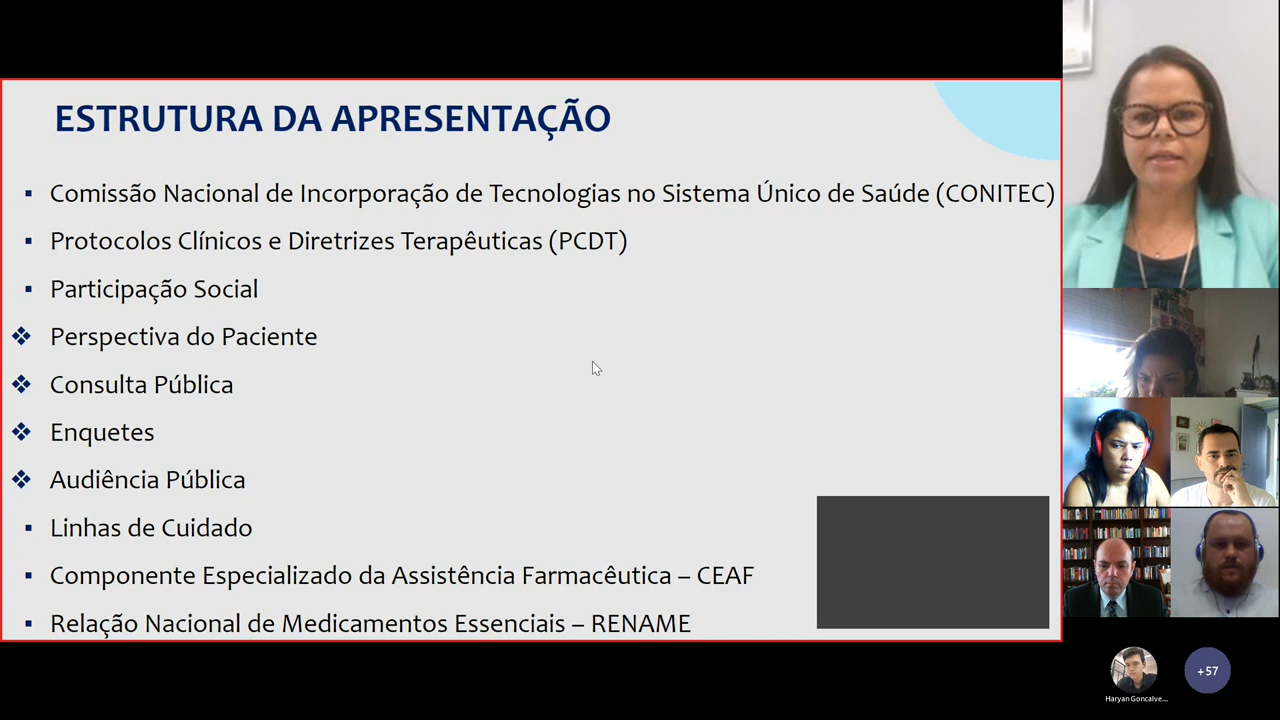 ESTRUTURA DA APRESENTAÇÃO
Comissão Nacional de Incorporação de Tecnologias no Sistema Único de Saúde (CONITEC)
Protocolos Clínicos e Diretrizes Terapêuticas (PCDT)
Participação Social
Perspectiva do Paciente
Consulta Pública
Enquetes
Audiência Pública
Linhas de Cuidado
Componente Especializado da Assistência Farmacêutica – CEAF
Relação Nacional de Medicamentos Essenciais – RENAME
+57
Haryan Goncalve...